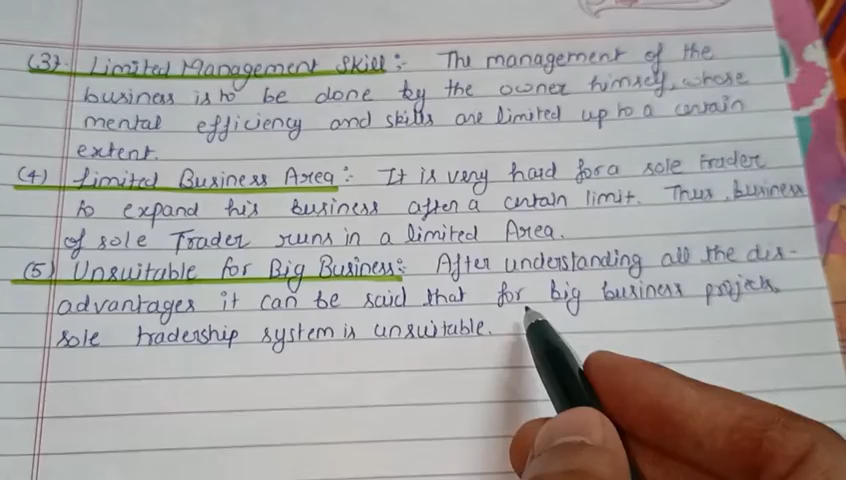 (3) Limited Management Skill :- The management of the
business is to be done by the owner himself, whose
mental efficiency and skills are limited up to a certain
extent.
(4) Limited Business Area :- It is very hard for a sole trader
to expand his business after a certain limit. Thus, business
of sole Trader runs in a limited Area.
(5) Unsuitable for Big Business :- After understanding all the dis-
advantages it can be said that for big business projects,
sole tradership system is unsuitable.